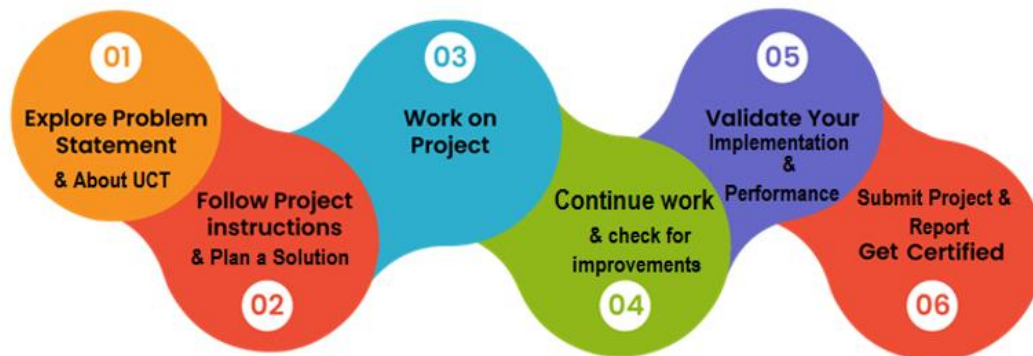 01
Explore Problem
Statement
& About UCT
Follow Project
instructions
& Plan a Solution
02
03
Work on
Project
Continue work
& check for
improvements
04
05
Validate Your
Implementation
&
Performance
Submit Project &
Report
Get Certified
06